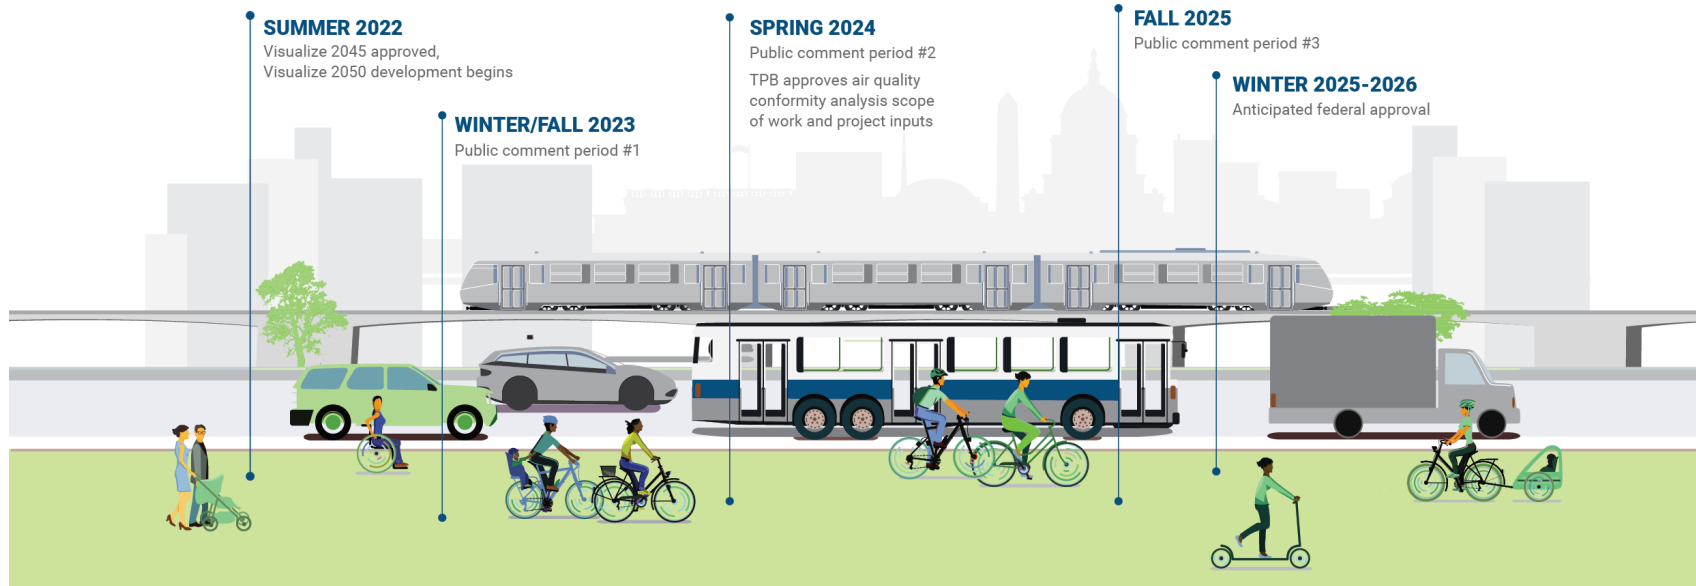 SUMMER 2022
Visualize 2045 approved,
Visualize 2050 development begins
WINTER/FALL 2023
Public comment period #1
SPRING 2024
Public comment period #2
TPB approves air quality
conformity analysis scope
of work and project inputs
FALL 2025
Public comment period #3
WINTER 2025-2026
Anticipated federal approval